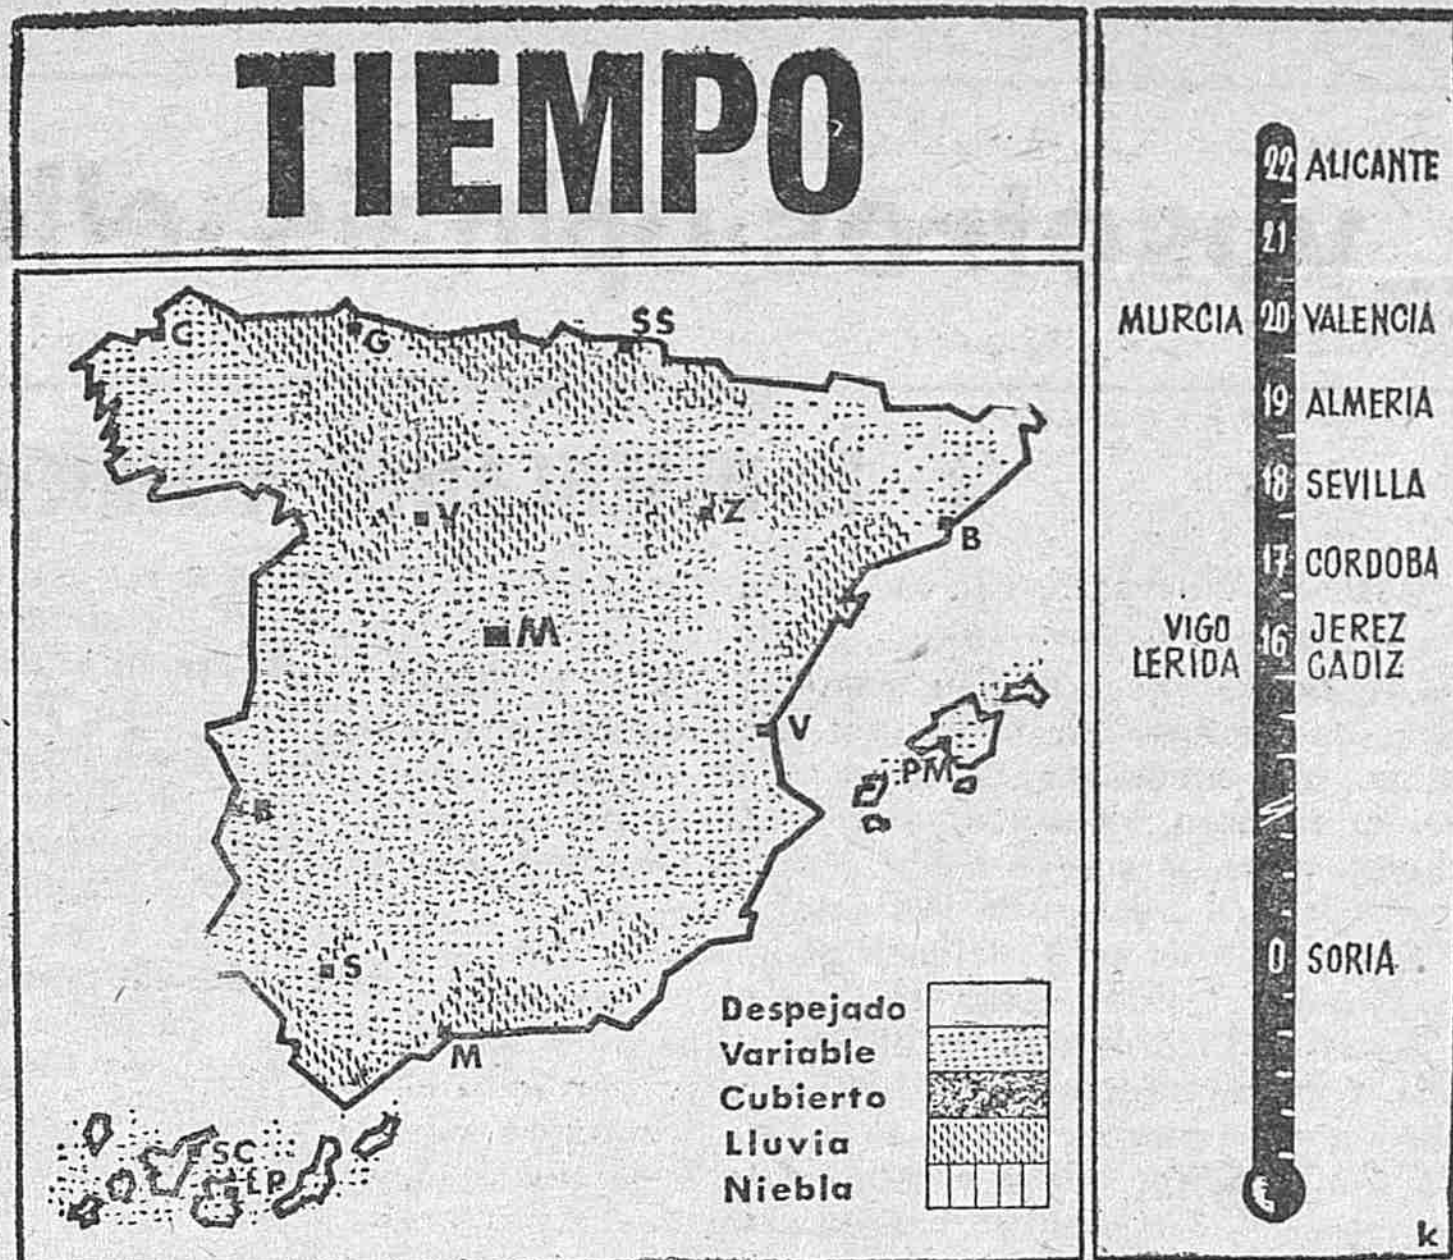 TIEMPO
C
G
SS
V
Z
B
M
V
PM
B
S
M
SC
LP
Despejado
Variable
Cubierto
Lluvia
Niebla
22 ALICANTE
21
MURCIA 20 VALENCIA
19 ALMERIA
18 SEVILLA
17 CORDOBA
VIGO 16 JEREZ
LERIDA CADIZ
0 SORIA
k